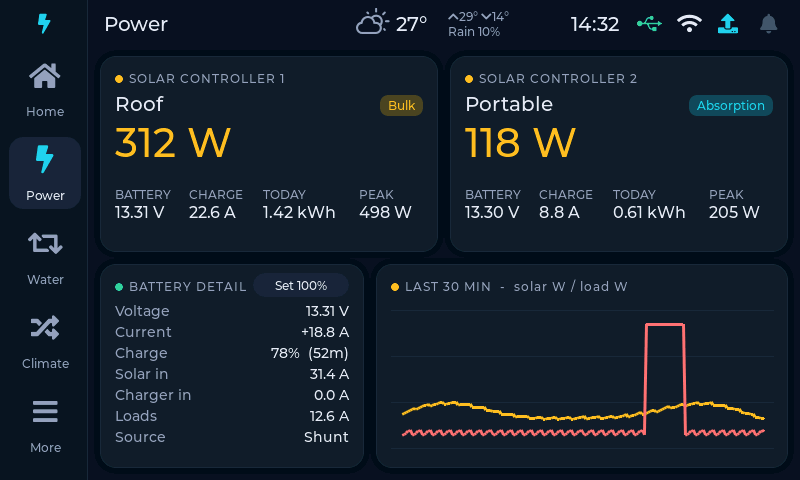 Power
27°
29° 14°
Rain 10%
14:32
Home
Power
Water
Climate
More
SOLAR CONTROLLER 1
Roof
Bulk
312 W
BATTERY CHARGE TODAY PEAK
13.31 V 22.6 A 1.42 kWh 498 W
SOLAR CONTROLLER 2
Portable
Absorption
118 W
BATTERY CHARGE TODAY PEAK
13.30 V 8.8 A 0.61 kWh 205 W
BATTERY DETAIL Set 100%
Voltage 13.31 V
Current +18.8 A
Charge 78% (52m)
Solar in 31.4 A
Charger in 0.0 A
Loads 12.6 A
Source Shunt
LAST 30 MIN - solar W / load W